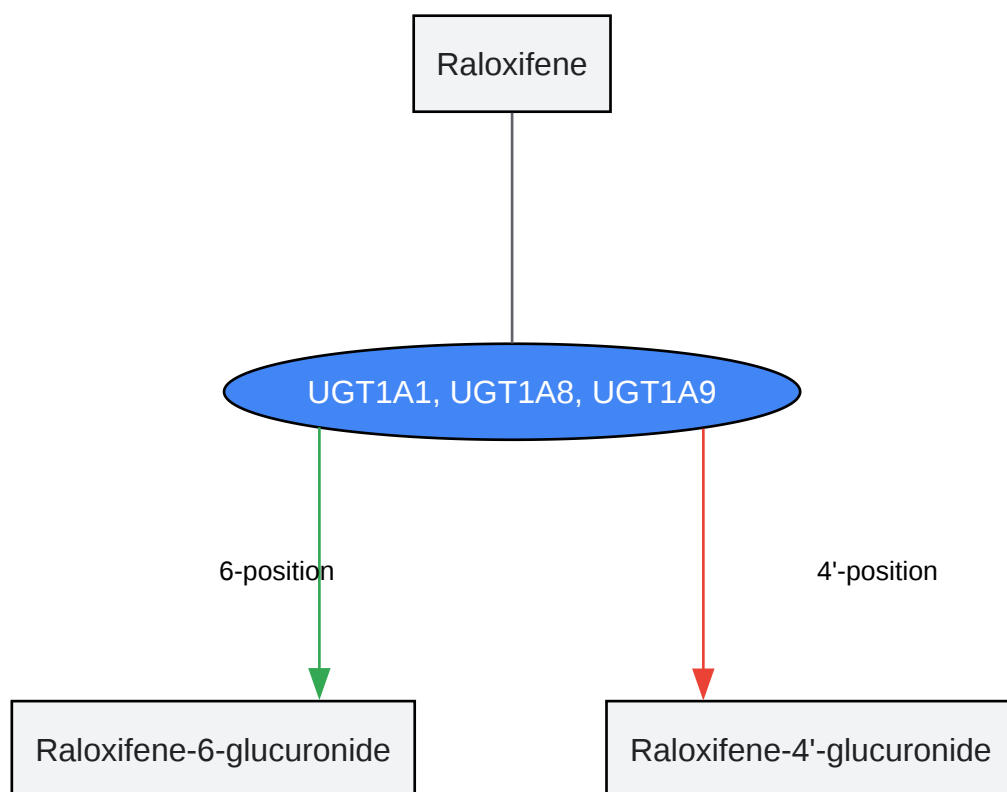 Raloxifene
UGT1A1, UGT1A8, UGT1A9
6-position
4'-position
Raloxifene-6-glucuronide
Raloxifene-4'-glucuronide